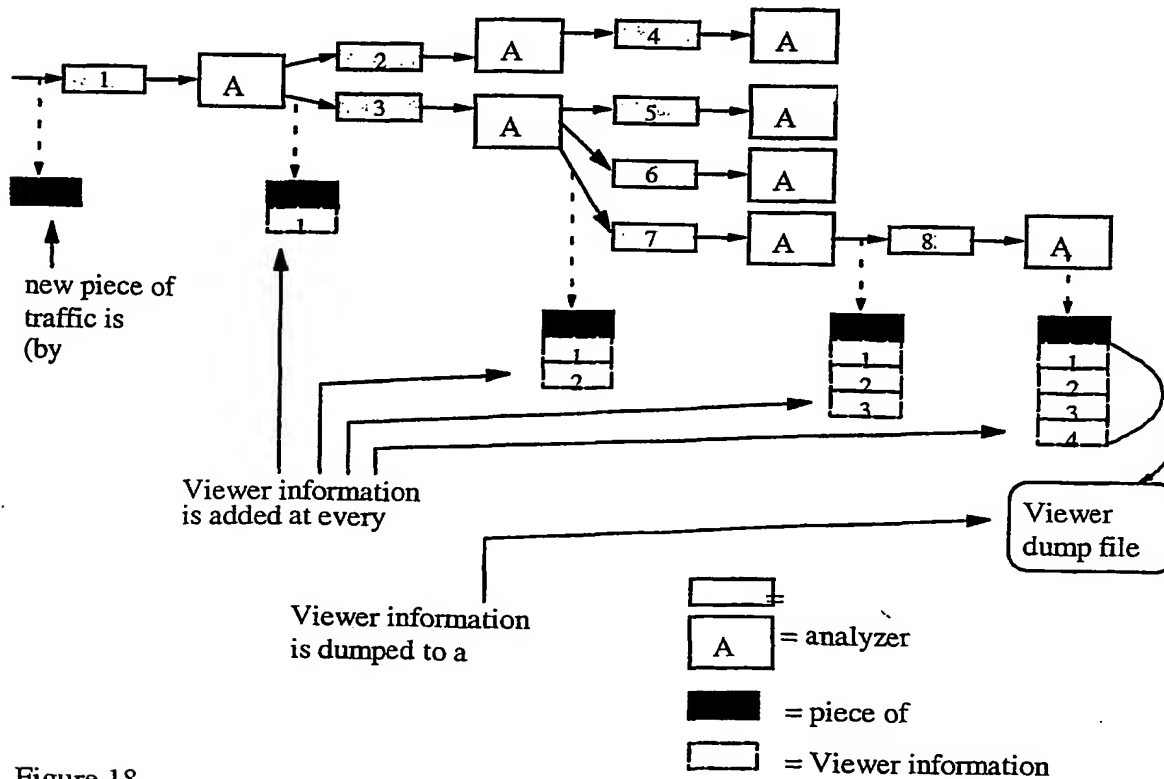 A 4 A
1 A 2
3 A 5 A
6 A
1
7 A 8 A
new piece of
traffic is
(by
1 1 1
2 2 2
3 3
4
Viewer information
is added at every
Viewer
dump file
Viewer information
is dumped to a
=
A = analyzer
= piece of
= Viewer information
Figure 18